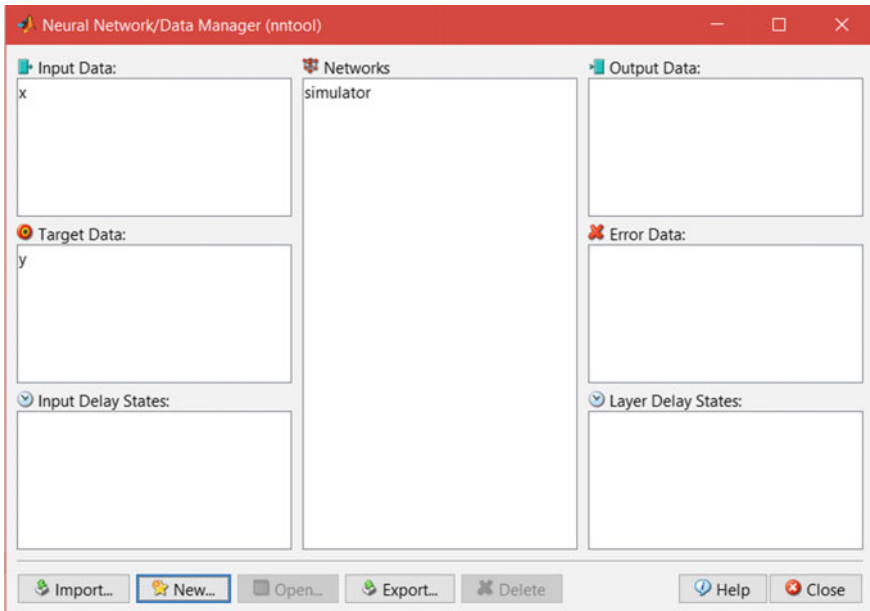 Neural Network/Data Manager (nntool)
Input Data:
x
Networks
simulator
Output Data:
Target Data:
y
Error Data:
Input Delay States:
Layer Delay States:
Import...
New...
Open...
Export...
Delete
Help
Close